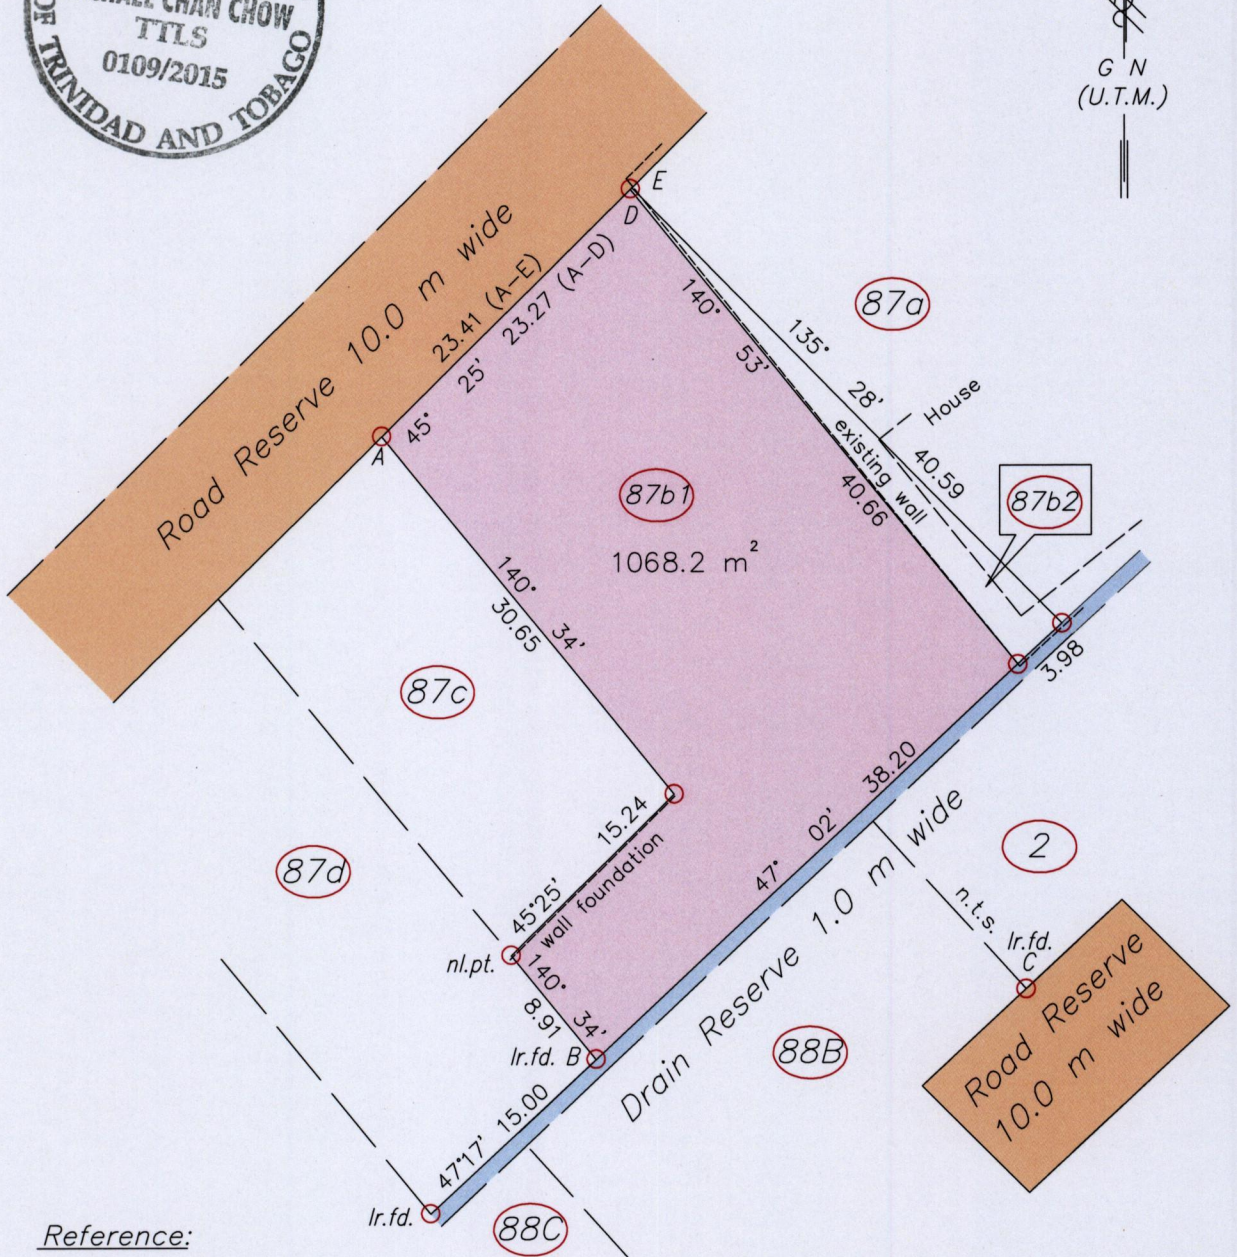 CHAN CHOW
TTLS
0109/2015
OF TRINIDAD AND TOBAGO
G N
(U.T.M.)
E
D
Road Reserve 10.0 m wide
23.41 (A-E)
23.27 (A-D)
45° 25'
A
140° 53'
40.66
existing wall
135° 28'
40.59
House
87a
87b1
1068.2 m²
87b2
140° 34'
30.65
3.98
87c
15.24
45°25'
wall foundation
47° 02' 38.20
Drain Reserve 1.0 m wide
2
87d
n.t.s.
Ir.fd.
C
nl.pt.
140° 34'
8.91
Road Reserve
10.0 m wide
Ir.fd. B
88B
47°17' 15.00
Ir.fd.
88C
Reference: